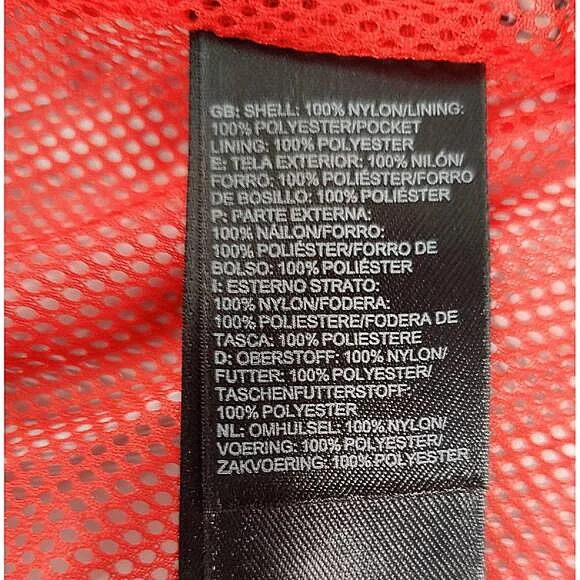 GB: SHELL: 100% NYLON/LINING:
100% POLYESTER/POCKET
LINING: 100% POLYESTER
E: TELA EXTERIOR: 100% NILÓN/
FORRO: 100% POLIÉSTER/FORRO
DE BOSILLO: 100% POLIÉSTER
P: PARTE EXTERNA:
100% NÁILON/FORRO:
100% POLIÉSTER/FORRO DE
BOLSO: 100% POLIÉSTER
I: ESTERNO STRATO:
100% NYLON/FODERA:
100% POLIESTERE/FODERA DE
TASCA: 100% POLIESTERE
D: OBERSTOFF: 100% NYLON/
FUTTER: 100% POLYESTER/
TASCHENFUTTERSTOFF:
100% POLYESTER
NL: OMHULSEL: 100% NYLON/
VOERING: 100% POLYESTER/
ZAKVOERING: 100% POLYESTER